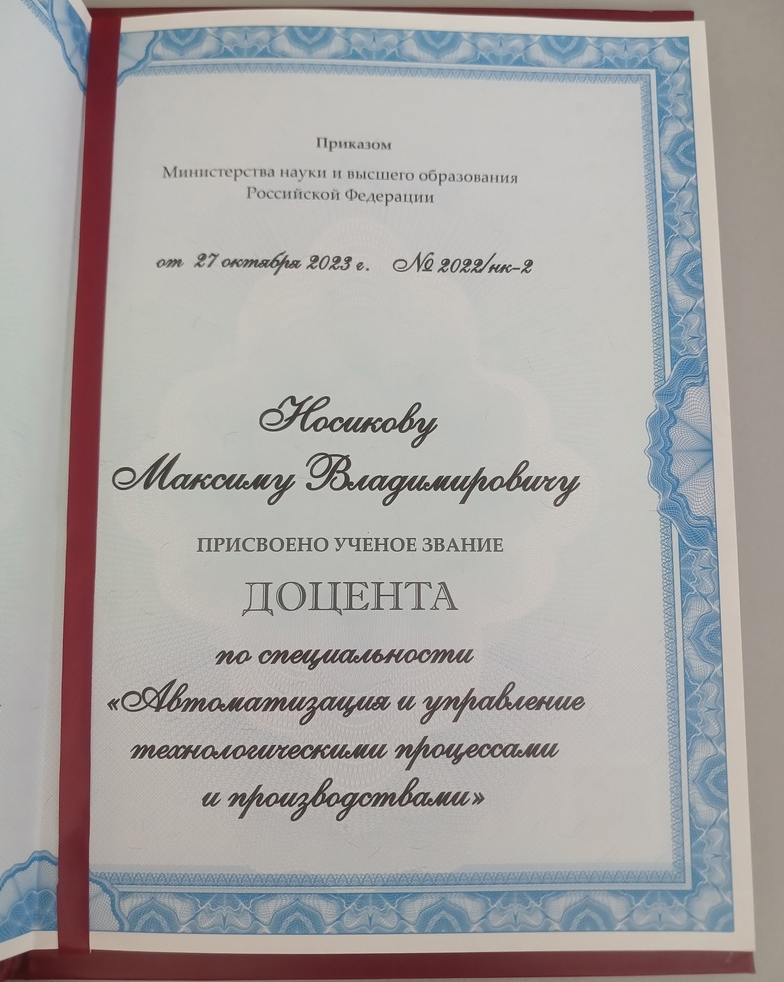 Приказом
Министерства науки и высшего образования
Российской Федерации
от 27 октября 2023 г. № 2022/нк-2
Носикову
Максиму Владимировичу
ПРИСВОЕНО УЧЕНОЕ ЗВАНИЕ
ДОЦЕНТА
по специальности
«Автоматизация и управление
технологическими процессами
и производствами»